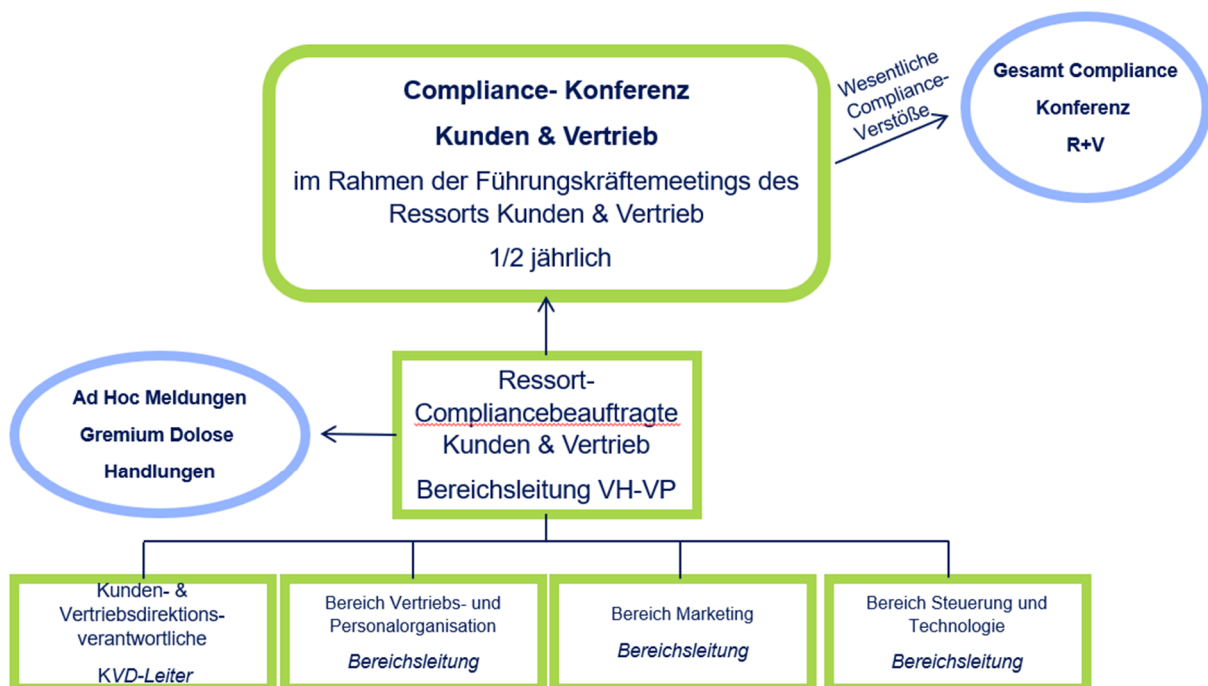 Compliance- Konferenz
Kunden & Vertrieb
im Rahmen der Führungskräftemeetings des
Ressorts Kunden & Vertrieb
1/2 jährlich
Wesentliche
Compliance-
Verstöße
Gesamt Compliance
Konferenz
R+V
Ad Hoc Meldungen
Gremium Dolose
Handlungen
Ressort-
Compliancebeauftragte
Kunden & Vertrieb
Bereichsleitung VH-VP
Kunden- &
Vertriebsdirektions-
verantwortliche
KVD-Leiter
Bereich Vertriebs- und
Personalorganisation
Bereichsleitung
Bereich Marketing
Bereichsleitung
Bereich Steuerung und
Technologie
Bereichsleitung